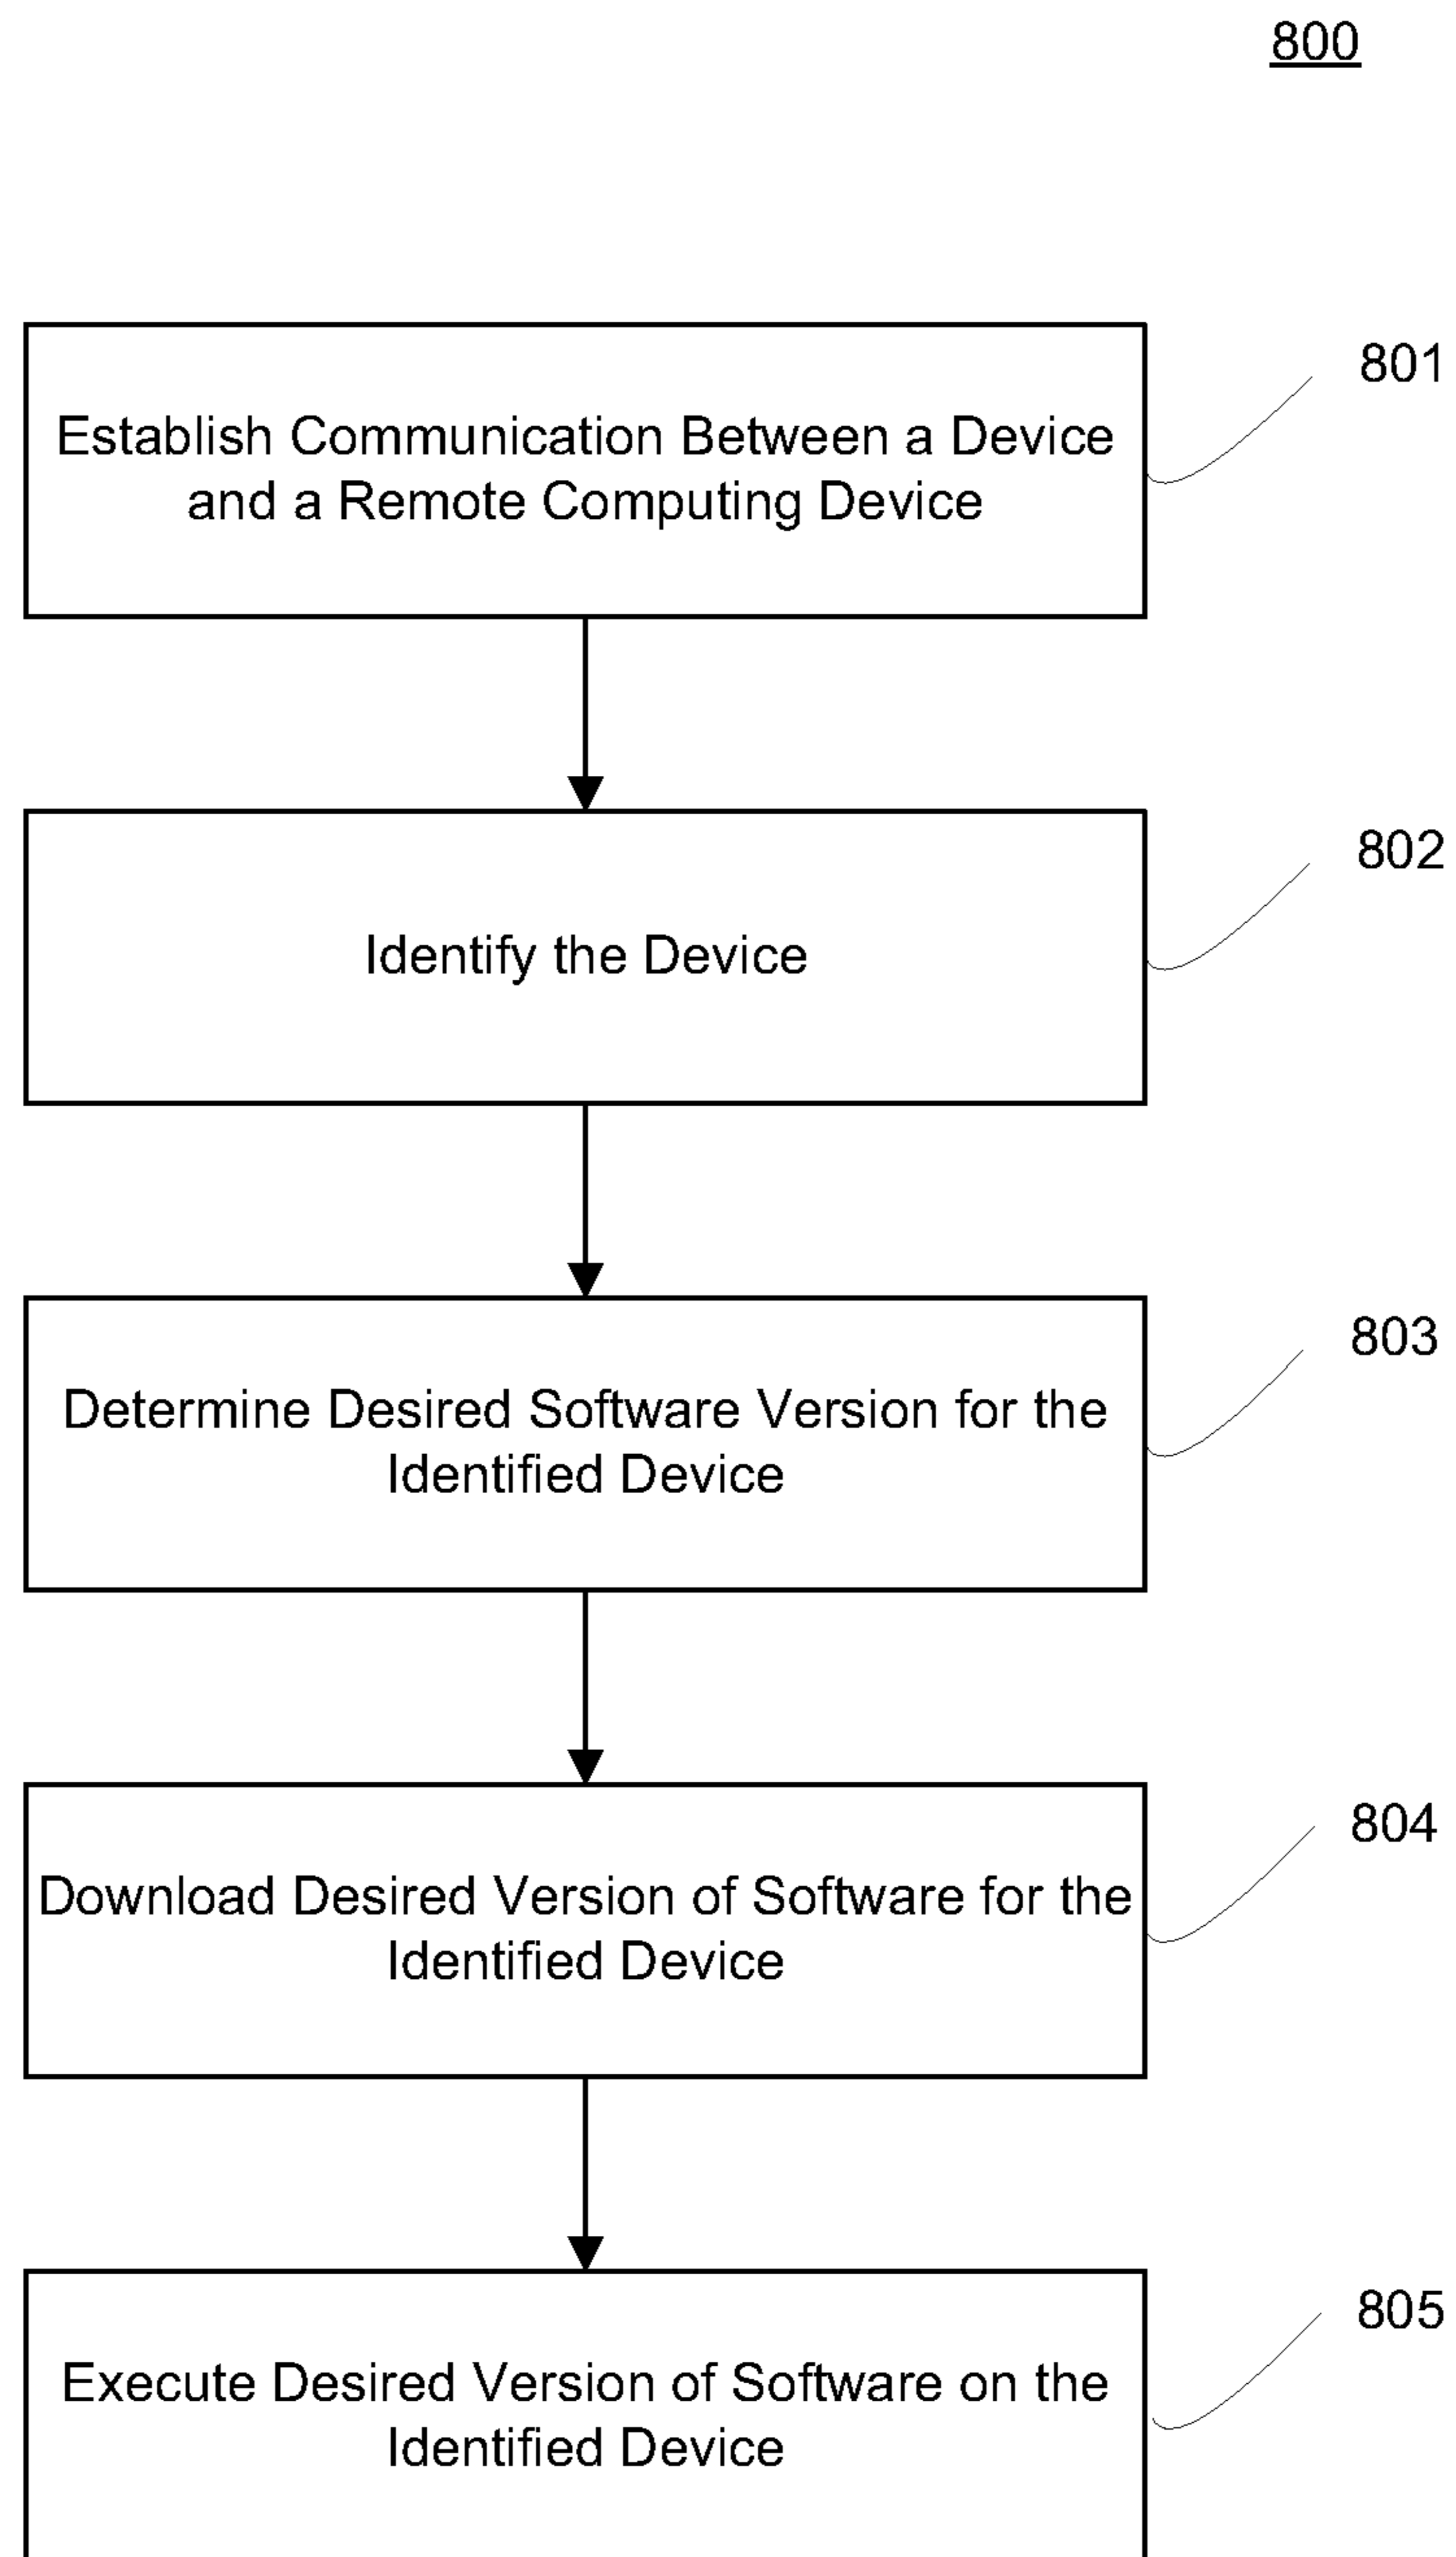 800
801
Establish Communication Between a Device
and a Remote Computing Device
802
Identify the Device
803
Determine Desired Software Version for the
Identified Device
804
Download Desired Version of Software for the
Identified Device
805
Execute Desired Version of Software on the
Identified Device